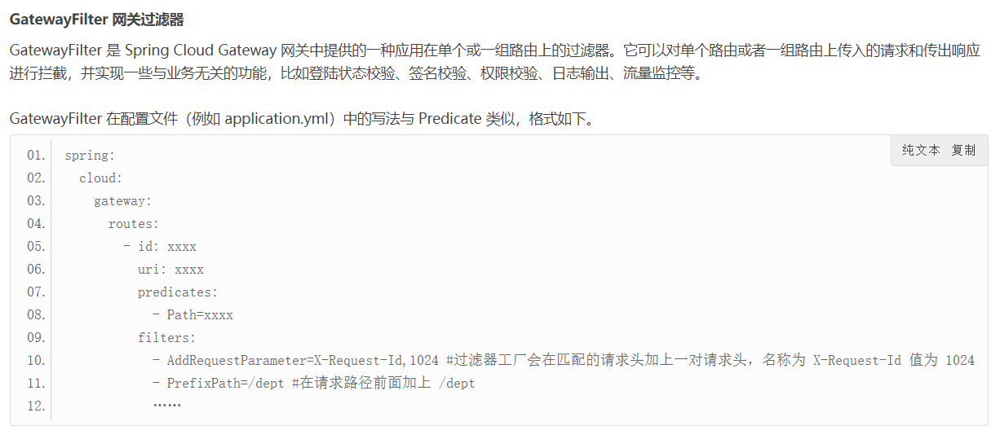 GatewayFilter 网关过滤器
GatewayFilter 是 Spring Cloud Gateway 网关中提供的一种应用在单个或一组路由上的过滤器。它可以对单个路由或者一组路由上传入的请求和传出响应
进行拦截，并实现一些与业务无关的功能，比如登陆状态校验、签名校验、权限校验、日志输出、流量监控等。
GatewayFilter 在配置文件（例如 application.yml）中的写法与 Predicate 类似，格式如下。
纯文本 复制
01. spring:
02.   cloud:
03.     gateway:
04.       routes:
05.         - id: xxxx
06.           uri: xxxx
07.           predicates:
08.             - Path=xxxx
09.           filters:
10.             - AddRequestParameter=X-Request-Id,1024 #过滤器工厂会在匹配的请求头加上一对请求头，名称为 X-Request-Id 值为 1024
11.             - PrefixPath=/dept #在请求路径前面加上 /dept
12.             ……